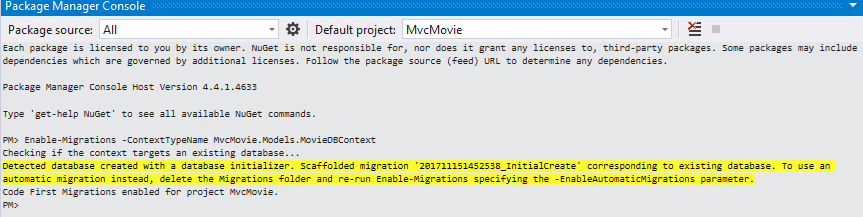 Package Manager Console
Package source: All Default project: MvcMovie
Each package is licensed to you by its owner. NuGet is not responsible for, nor does it grant any licenses to, third-party packages. Some packages may include
dependencies which are governed by additional licenses. Follow the package source (feed) URL to determine any dependencies.
Package Manager Console Host Version 4.4.1.4633
Type 'get-help NuGet' to see all available NuGet commands.
PM> Enable-Migrations -ContextTypeName MvcMovie.Models.MovieDBContext
Checking if the context targets an existing database...
Detected database created with a database initializer. Scaffolded migration '201711151452538_InitialCreate' corresponding to existing database. To use an
automatic migration instead, delete the Migrations folder and re-run Enable-Migrations specifying the -EnableAutomaticMigrations parameter.
Code First Migrations enabled for project MvcMovie.
PM>